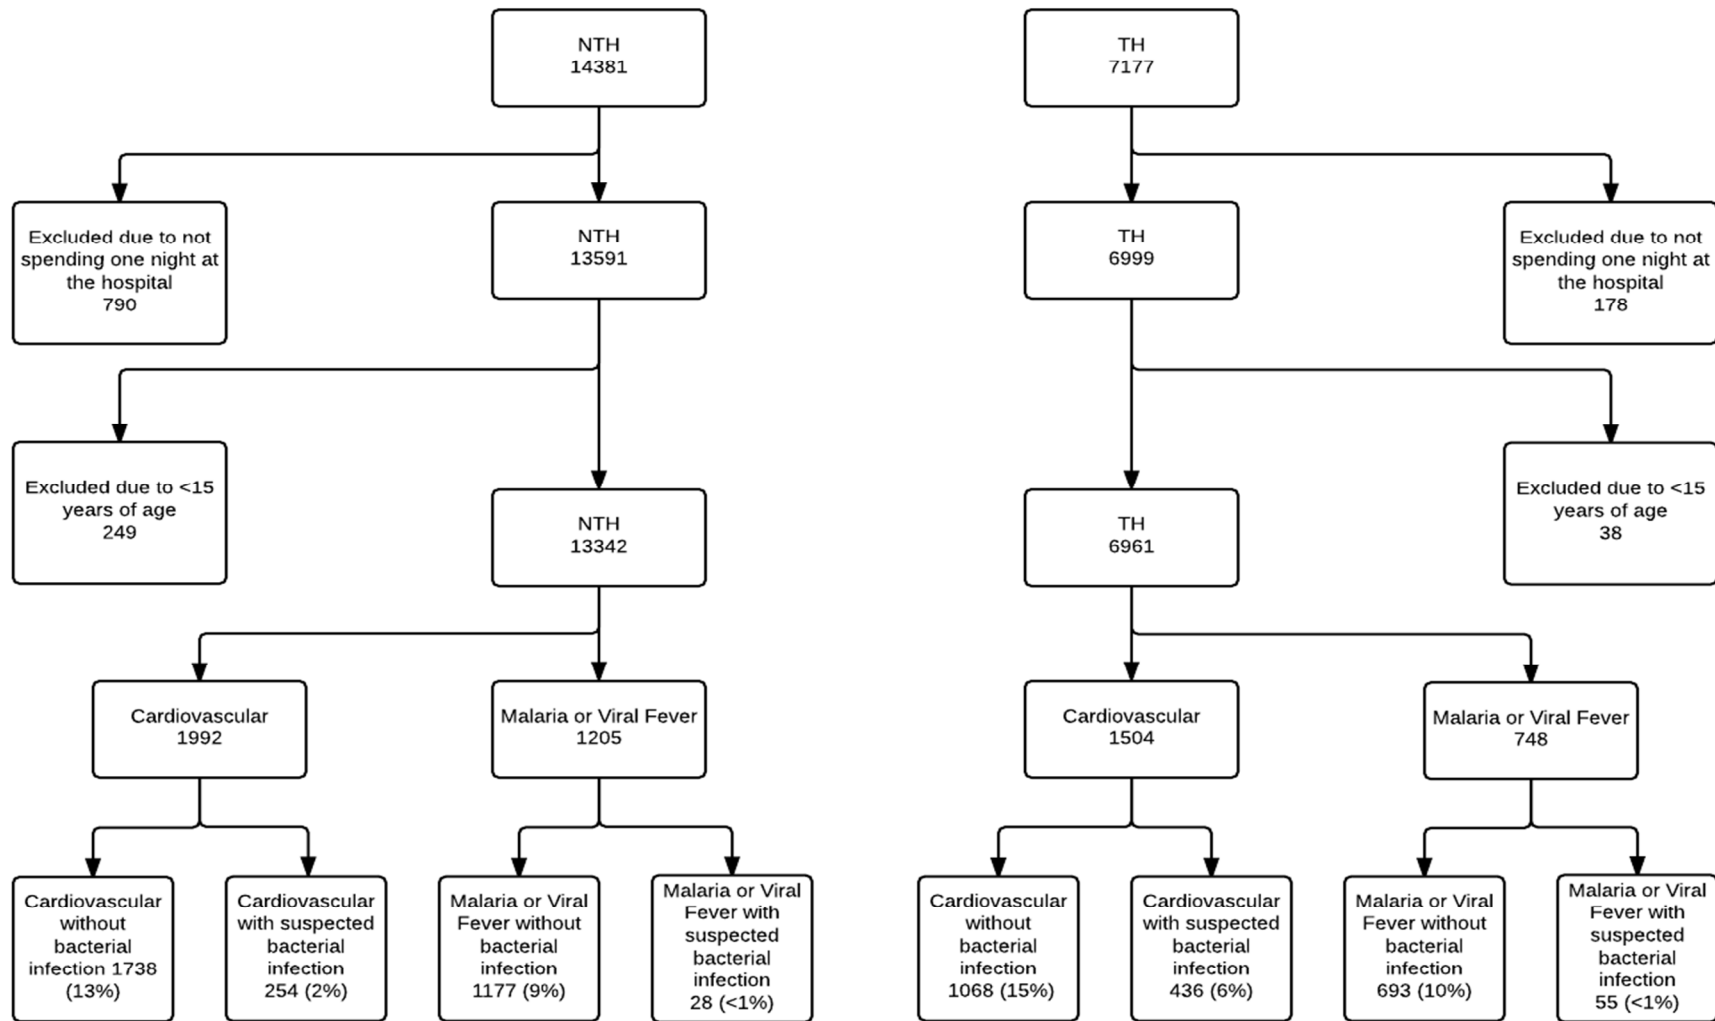 NTH
14381
TH
7177
Excluded due to not
spending one night at
the hospital
790
NTH
13591
TH
6999
Excluded due to not
spending one night at
the hospital
178
Excluded due to <15
years of age
249
NTH
13342
TH
6961
Excluded due to <15
years of age
38
Cardiovascular
1992
Malaria or Viral Fever
1205
Cardiovascular
1504
Malaria or Viral Fever
748
Cardiovascular
without
bacterial
infection 1738
(13%)
Cardiovascular
with suspected
bacterial
infection
254 (2%)
Malaria or Viral
Fever without
bacterial
infection
1177 (9%)
Malaria or Viral
Fever with
suspected
bacterial
infection
28 (<1%)
Cardiovascular
without
bacterial
infection
1068 (15%)
Cardiovascular
with suspected
bacterial
infection
436 (6%)
Malaria or Viral
Fever without
bacterial
infection
693 (10%)
Malaria or Viral
Fever with
suspected
bacterial
infection
55 (<1%)